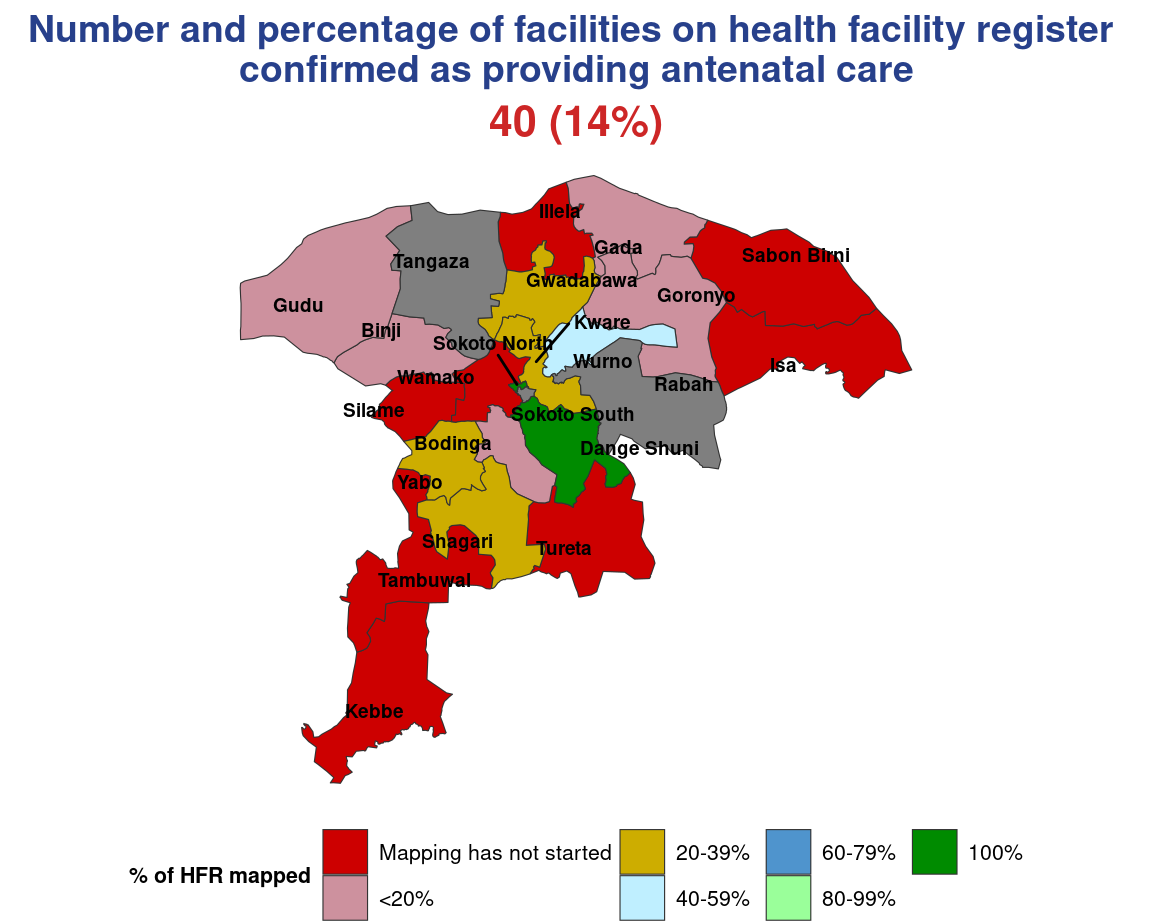 Number and percentage of facilities on health facility register
confirmed as providing antenatal care
40 (14%)
Illela
Gada
Sabon Birni
Tangaza
Gwadabawa
Goronyo
Gudu
Kware
Binji
Sokoto North
Wurno
Isa
Wamako
Rabah
Silame
Sokoto South
Bodinga
Dange Shuni
Yabo
Shagari
Tureta
Tambuwal
Kebbe
% of HFR mapped
Mapping has not started
<20%
20-39%
40-59%
60-79%
80-99%
100%